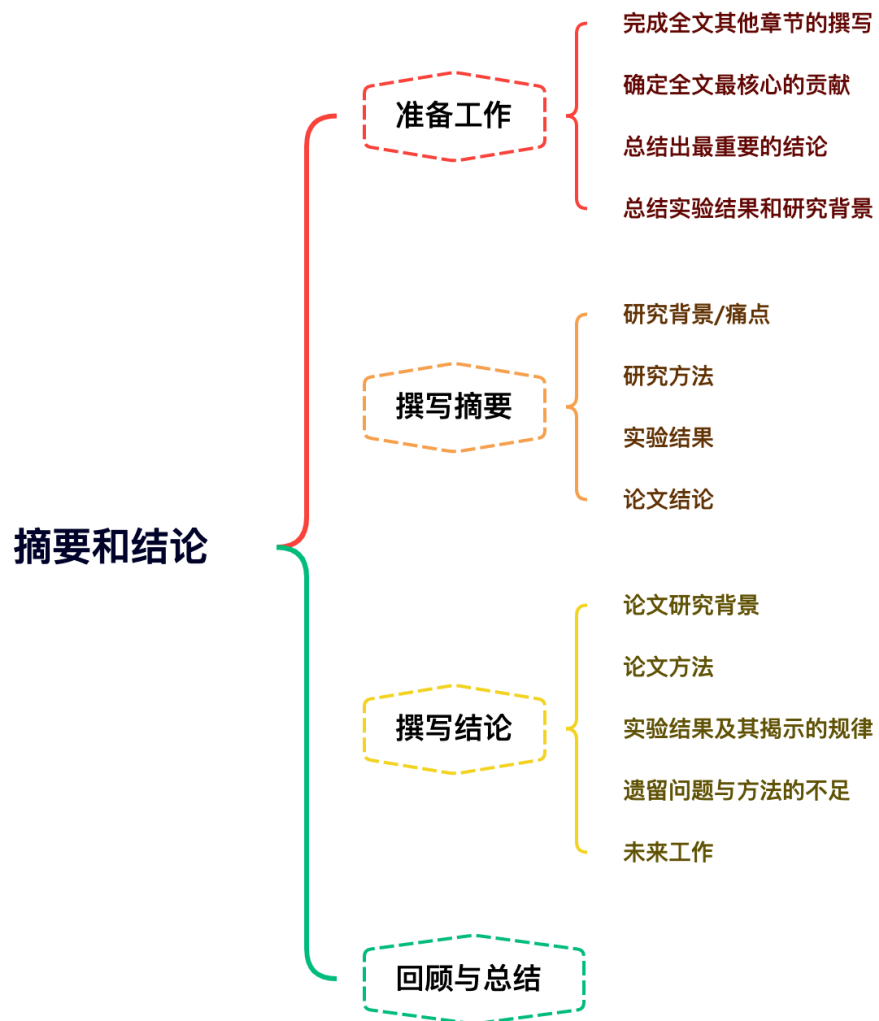 摘要和结论
准备工作
完成全文其他章节的撰写
确定全文最核心的贡献
总结出最重要的结论
总结实验结果和研究背景
撰写摘要
研究背景/痛点
研究方法
实验结果
论文结论
撰写结论
论文研究背景
论文方法
实验结果及其揭示的规律
遗留问题与方法的不足
未来工作
回顾与总结